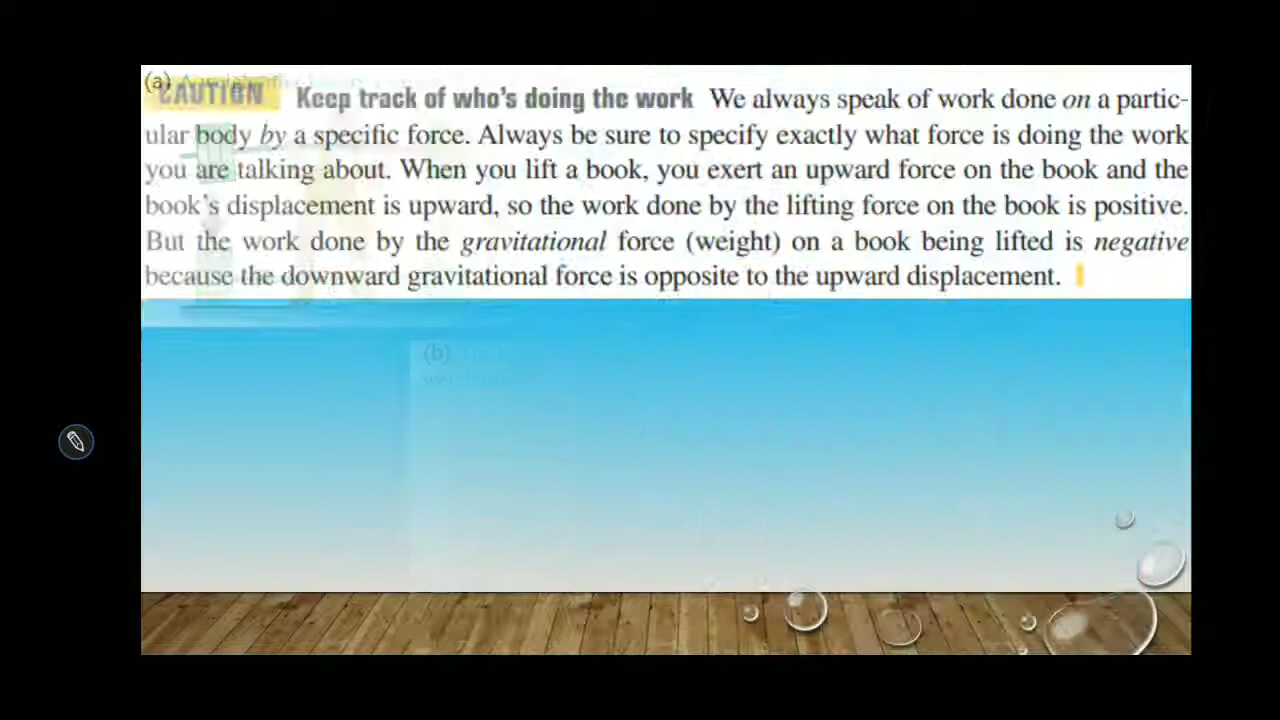 (a)
CAUTION Keep track of who's doing the work We always speak of work done on a partic-
ular body by a specific force. Always be sure to specify exactly what force is doing the work
you are talking about. When you lift a book, you exert an upward force on the book and the
book's displacement is upward, so the work done by the lifting force on the book is positive.
But the work done by the gravitational force (weight) on a book being lifted is negative
because the downward gravitational force is opposite to the upward displacement.
(b)